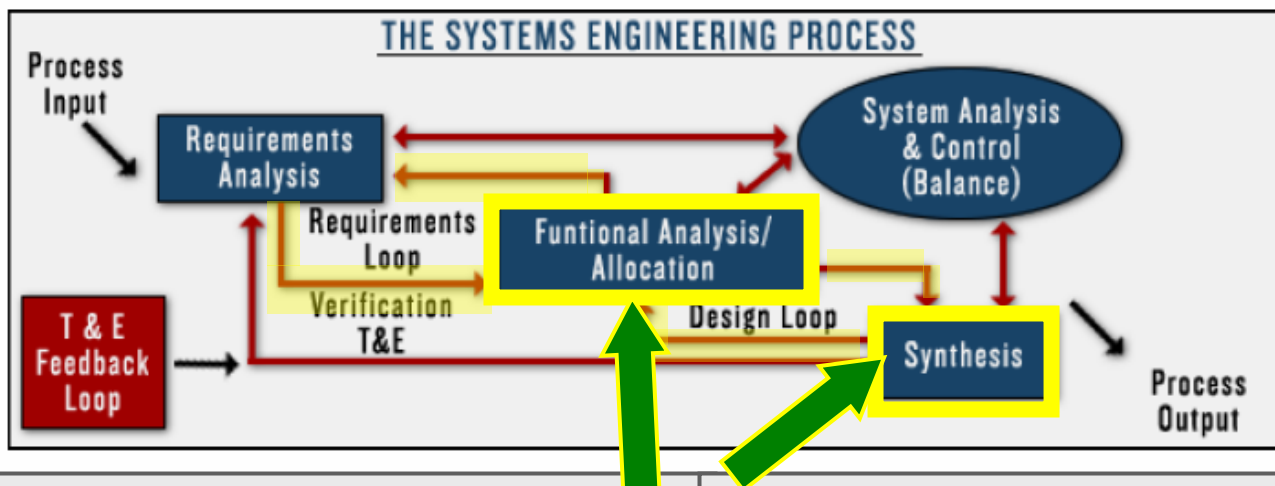 THE SYSTEMS ENGINEERING PROCESS
Process
Input
Requirements
Analysis
System Analysis
& Control
(Balance)
Requirements
Loop
Funtional Analysis/
Allocation
Verification
T&E
Design Loop
T & E
Feedback
Loop
Synthesis
Process
Output